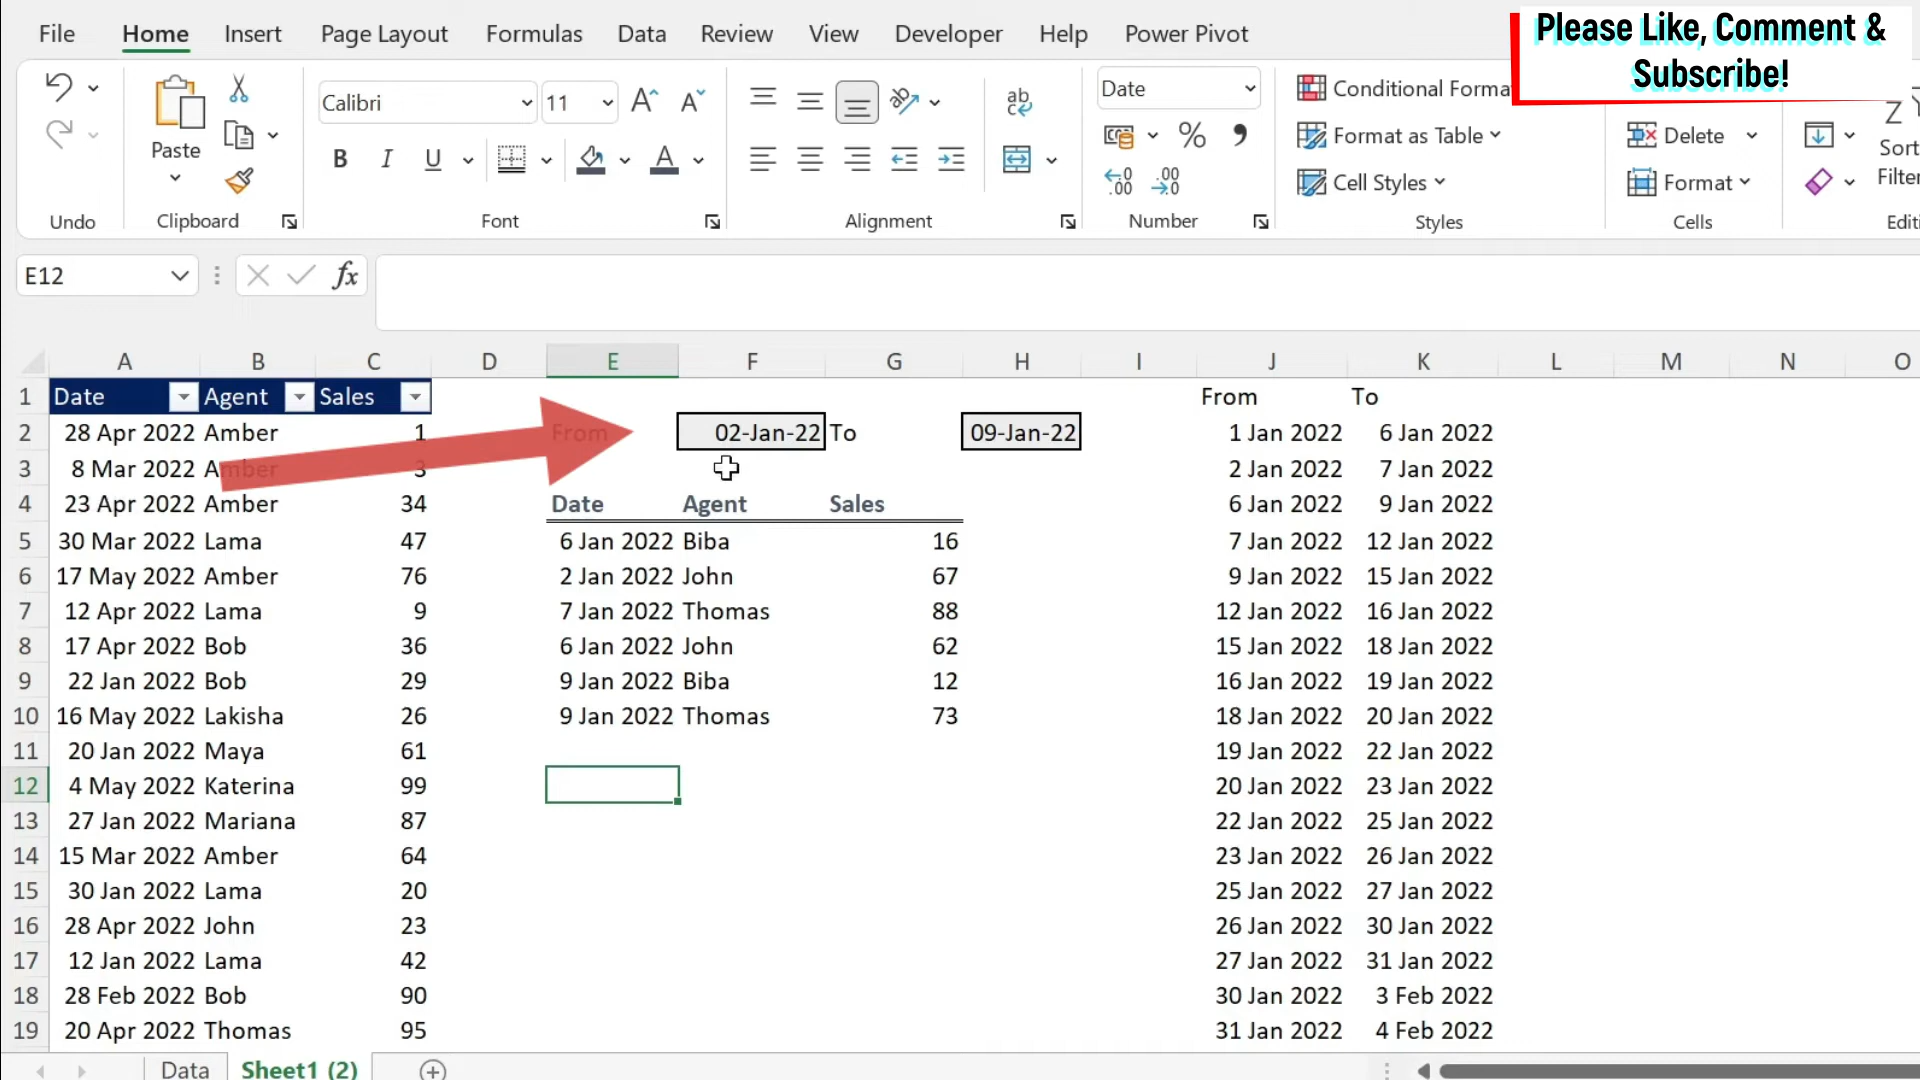 File Home Insert Page Layout Formulas Data Review View Developer Help Power Pivot
Please Like, Comment &
Subscribe!
Calibri 11 ab Date Conditional Forma
Paste % Format as Table Delete Sort
B I U A .00 .00 Cell Styles Format Filter
Undo Clipboard Font Alignment Number Styles Cells Editi
E12 fx
A B C D E F G H I J K L M N O
1 Date Agent Sales From To
2 28 Apr 2022 Amber 1 From 02-Jan-22 To 09-Jan-22 1 Jan 2022 6 Jan 2022
3 8 Mar 2022 Amber 3 2 Jan 2022 7 Jan 2022
4 23 Apr 2022 Amber 34 Date Agent Sales 6 Jan 2022 9 Jan 2022
5 30 Mar 2022 Lama 47 6 Jan 2022 Biba 16 7 Jan 2022 12 Jan 2022
6 17 May 2022 Amber 76 2 Jan 2022 John 67 9 Jan 2022 15 Jan 2022
7 12 Apr 2022 Lama 9 7 Jan 2022 Thomas 88 12 Jan 2022 16 Jan 2022
8 17 Apr 2022 Bob 36 6 Jan 2022 John 62 15 Jan 2022 18 Jan 2022
9 22 Jan 2022 Bob 29 9 Jan 2022 Biba 12 16 Jan 2022 19 Jan 2022
10 16 May 2022 Lakisha 26 9 Jan 2022 Thomas 73 18 Jan 2022 20 Jan 2022
11 20 Jan 2022 Maya 61 19 Jan 2022 22 Jan 2022
12 4 May 2022 Katerina 99 20 Jan 2022 23 Jan 2022
13 27 Jan 2022 Mariana 87 22 Jan 2022 25 Jan 2022
14 15 Mar 2022 Amber 64 23 Jan 2022 26 Jan 2022
15 30 Jan 2022 Lama 20 25 Jan 2022 27 Jan 2022
16 28 Apr 2022 John 23 26 Jan 2022 30 Jan 2022
17 12 Jan 2022 Lama 42 27 Jan 2022 31 Jan 2022
18 28 Feb 2022 Bob 90 30 Jan 2022 3 Feb 2022
19 20 Apr 2022 Thomas 95 31 Jan 2022 4 Feb 2022
Data Sheet1 (2)